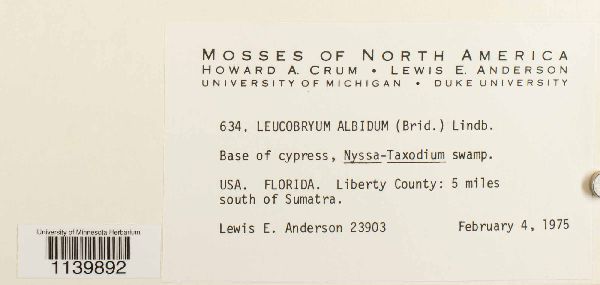 MOSSES OF NORTH AMERICA
HOWARD A. CRUM • LEWIS E. ANDERSON
UNIVERSITY OF MICHIGAN • DUKE UNIVERSITY
634. LEUCOBRYUM ALBIDUM (Brid.) Lindb.
Base of cypress, Nyssa-Taxodium swamp.
USA. FLORIDA. Liberty County: 5 miles
south of Sumatra.
Lewis E. Anderson 23903 February 4, 1975
University of Minnesota Herbarium
1139892